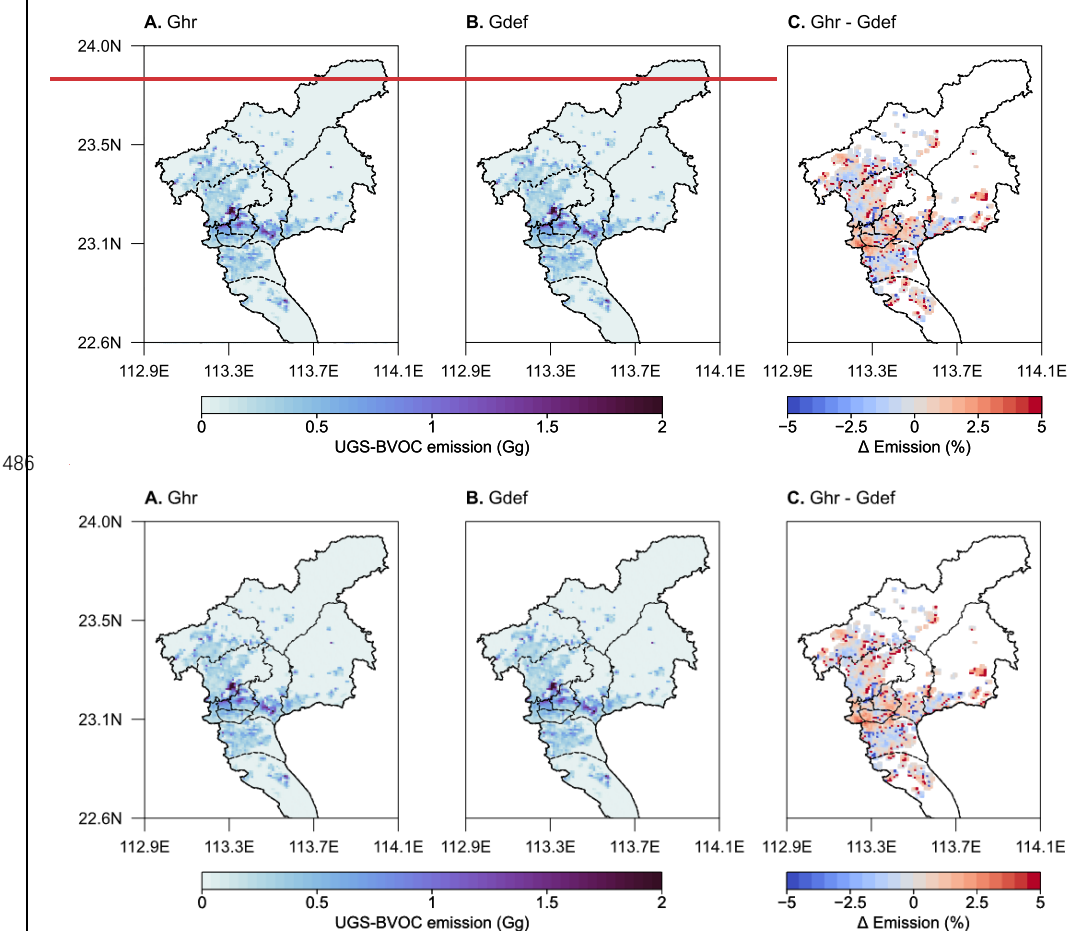 A. Ghr B. Gdef C. Ghr - Gdef
24.0N
23.5N
23.1N
22.6N
112.9E 113.3E 113.7E 114.1E 112.9E 113.3E 113.7E 114.1E 112.9E 113.3E 113.7E 114.1E
0 0.5 1 1.5 2 −5 −2.5 0 2.5 5
UGS-BVOC emission (Gg) Δ Emission (%)
486
A. Ghr B. Gdef C. Ghr - Gdef
24.0N
23.5N
23.1N
22.6N
112.9E 113.3E 113.7E 114.1E 112.9E 113.3E 113.7E 114.1E 112.9E 113.3E 113.7E 114.1E
0 0.5 1 1.5 2 −5 −2.5 0 2.5 5
UGS-BVOC emission (Gg) Δ Emission (%)